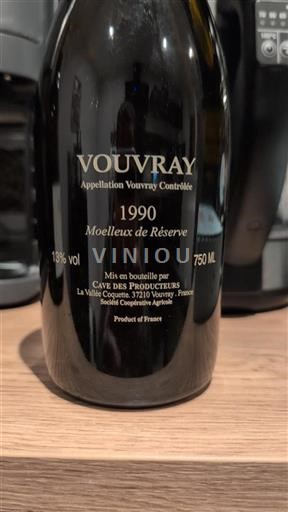 VOUVRAY
Appellation Vouvray Contrôlée
1990
Moelleux de Réserve
13% vol VINIOU 750 ML
Mis en bouteille par
CAVE DES PRODUCTEURS
La Vallée Coquette. 37210 Vouvray . France
Société Coopérative Agricole
Product of France